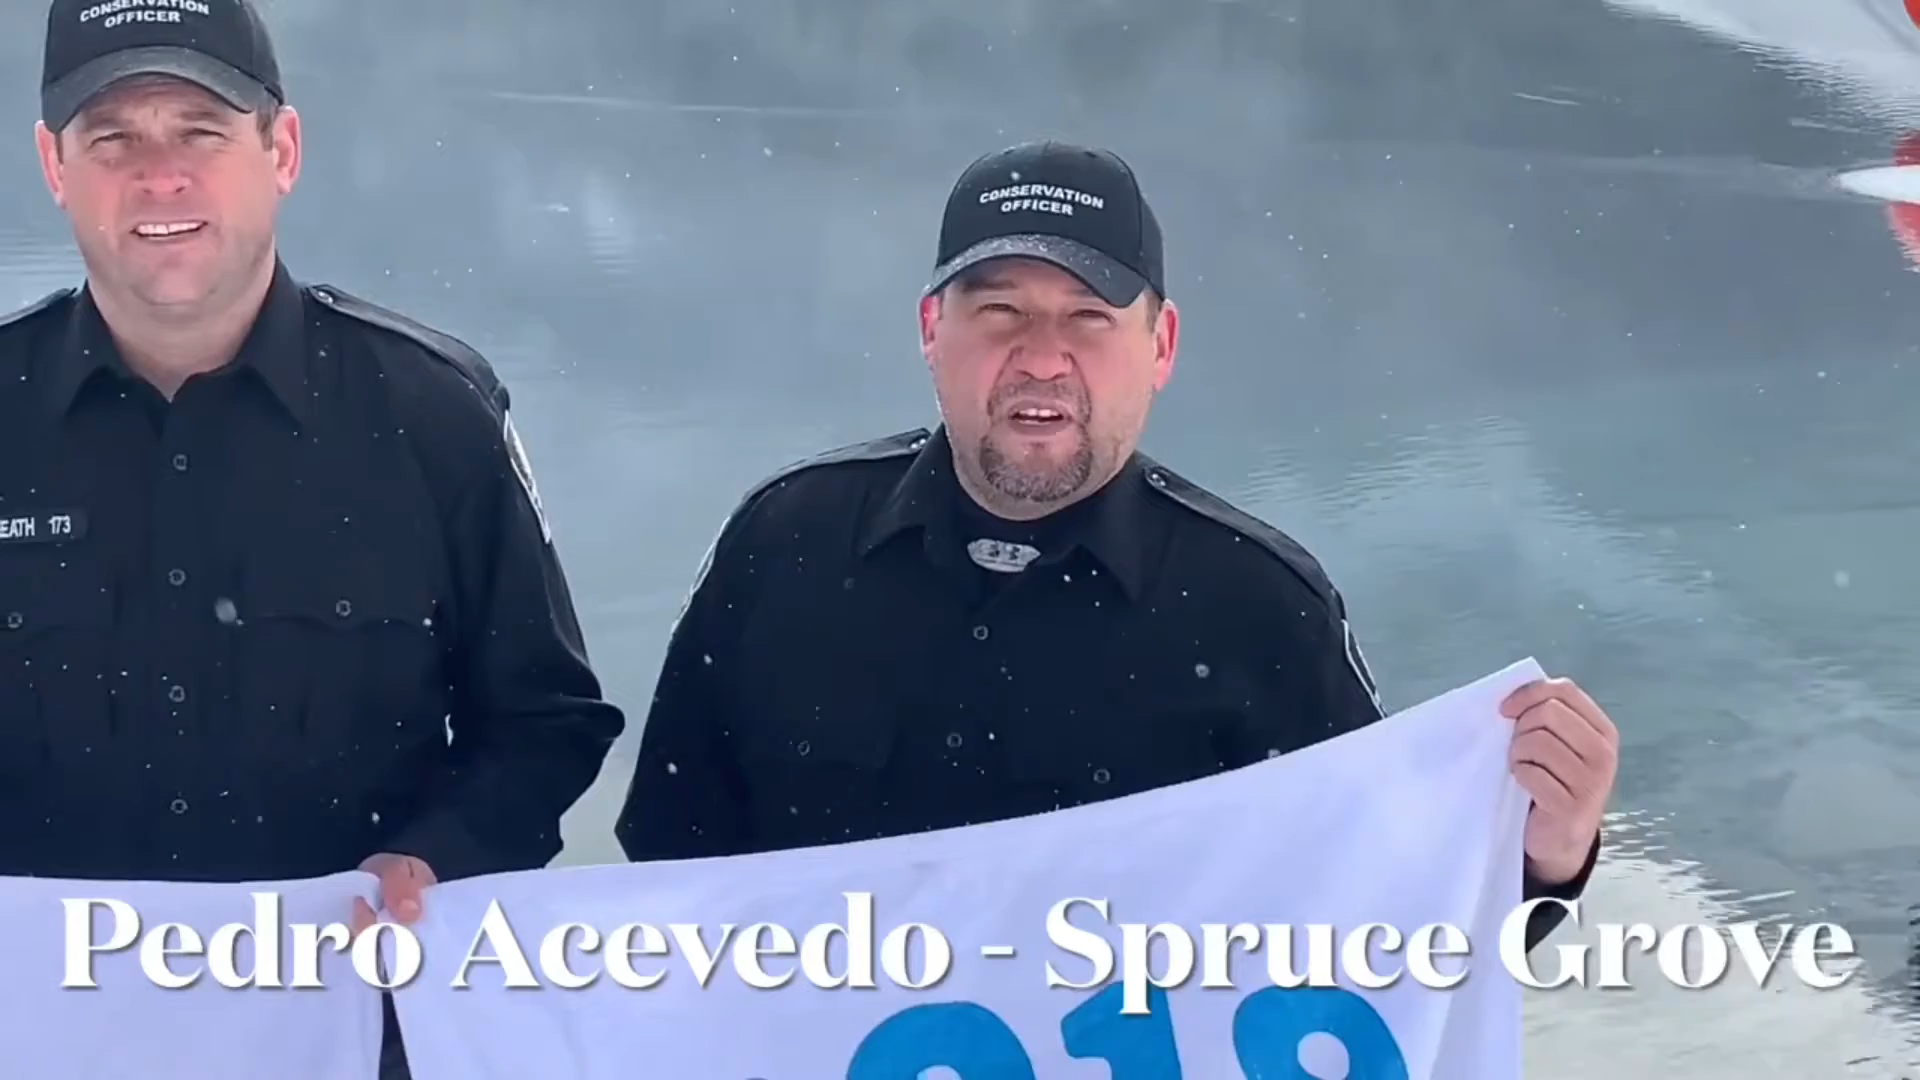 CONSERVATION
OFFICER
CONSERVATION
OFFICER
EATH 173
Pedro Acevedo - Spruce Grove